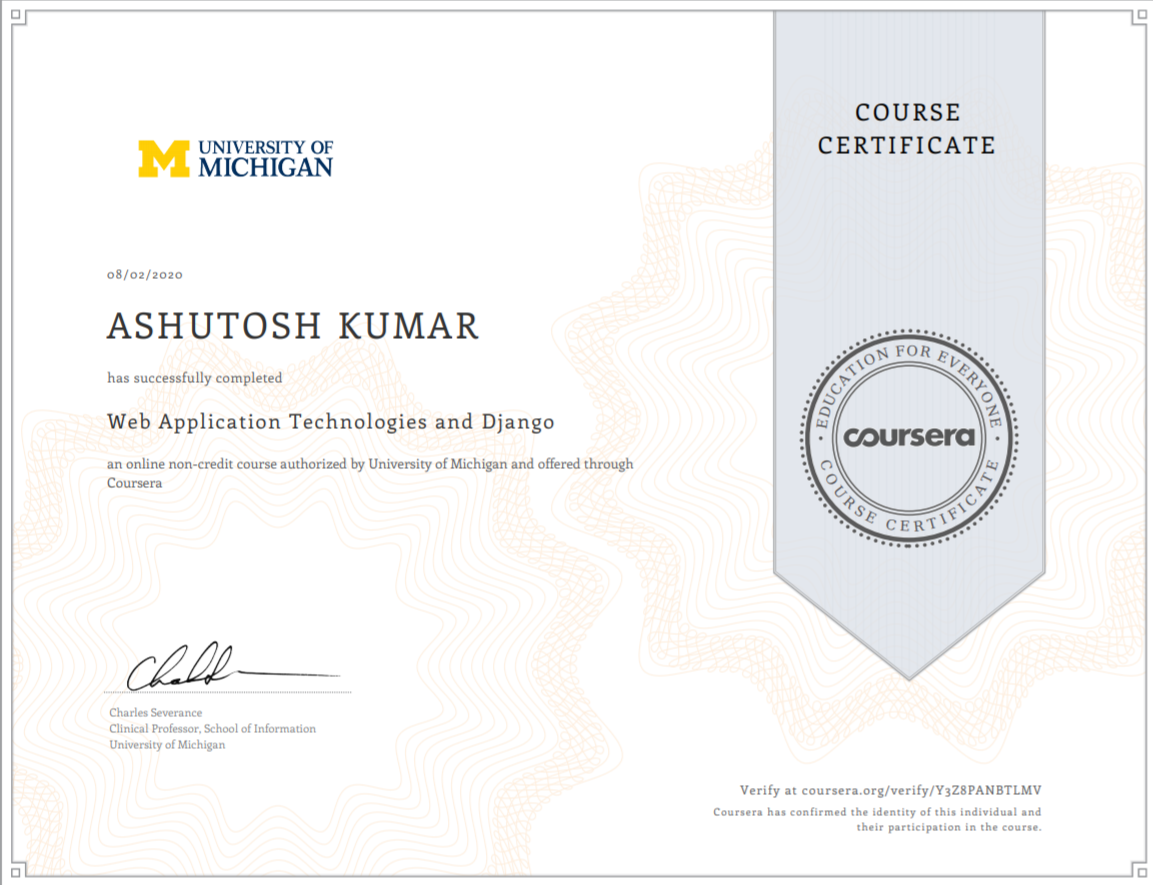 COURSE
CERTIFICATE
M UNIVERSITY OF
MICHIGAN
08/02/2020
ASHUTOSH KUMAR
has successfully completed
Web Application Technologies and Django
an online non-credit course authorized by University of Michigan and offered through
Coursera
EDUCATION FOR EVERYONE
coursera
COURSE CERTIFICATE
Charles Severance
Clinical Professor, School of Information
University of Michigan
Verify at coursera.org/verify/Y3Z8PANBTLMV
Coursera has confirmed the identity of this individual and
their participation in the course.